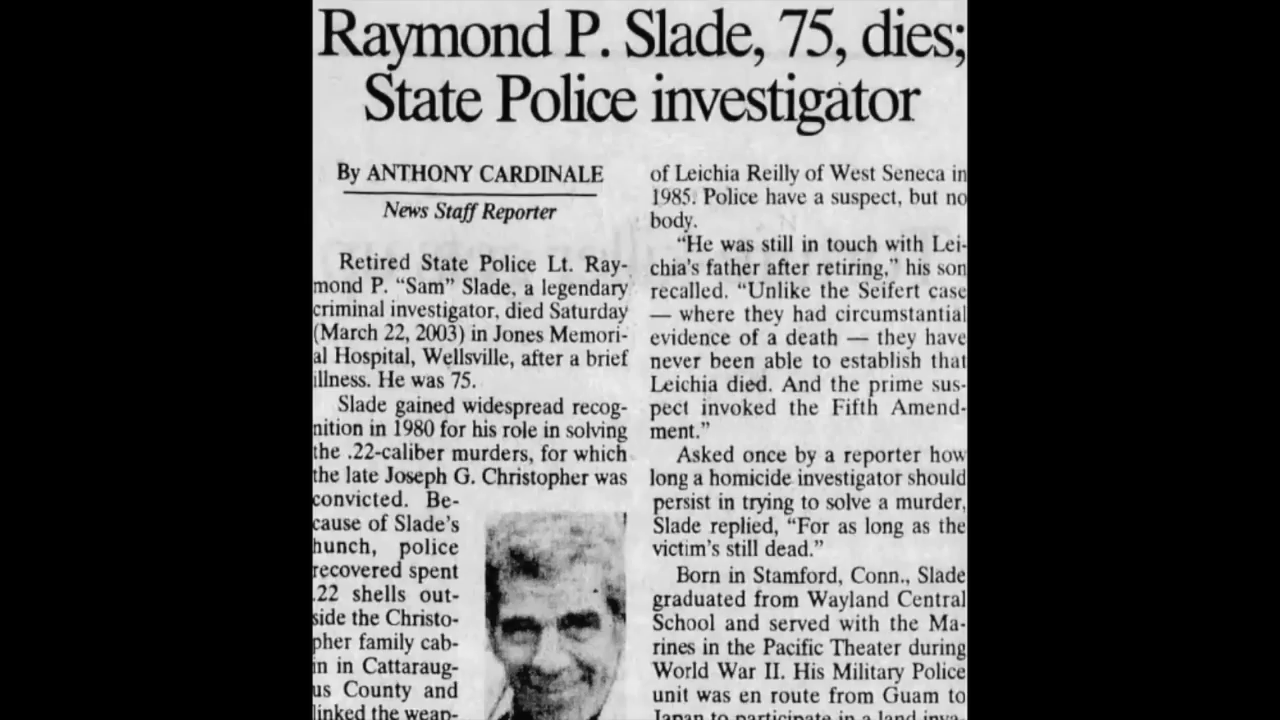 Raymond P. Slade, 75, dies;
State Police investigator
By ANTHONY CARDINALE
News Staff Reporter
Retired State Police Lt. Ray-
mond P. “Sam” Slade, a legendary
criminal investigator, died Saturday
(March 22, 2003) in Jones Memori-
al Hospital, Wellsville, after a brief
illness. He was 75.
Slade gained widespread recog-
nition in 1980 for his role in solving
the .22-caliber murders, for which
the late Joseph G. Christopher was
convicted. Be-
cause of Slade's
hunch, police
recovered spent
.22 shells out-
side the Christo-
pher family cab-
in in Cattaraug-
us County and
linked the weap-
of Leichia Reilly of West Seneca in
1985. Police have a suspect, but no
body.
“He was still in touch with Lei-
chia's father after retiring,” his son
recalled. “Unlike the Seifert case
— where they had circumstantial
evidence of a death — they have
never been able to establish that
Leichia died. And the prime sus-
pect invoked the Fifth Amend-
ment.”
Asked once by a reporter how
long a homicide investigator should
persist in trying to solve a murder,
Slade replied, “For as long as the
victim's still dead.”
Born in Stamford, Conn., Slade
graduated from Wayland Central
School and served with the Ma-
rines in the Pacific Theater during
World War II. His Military Police
unit was en route from Guam to
Japan to participate in a land inva-